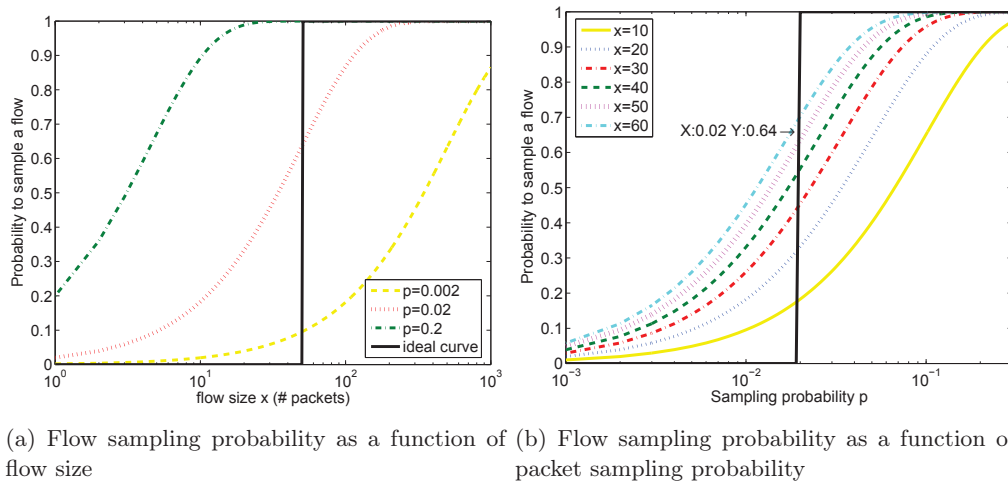 1
0.9
0.8
0.7
0.6
0.5
0.4
0.3
0.2
0.1
0
Probability to sample a flow
p=0.002
p=0.02
p=0.2
ideal curve
10^0 10^1 10^2 10^3
flow size x (# packets)
1
0.9
0.8
0.7
0.6
0.5
0.4
0.3
0.2
0.1
0
Probability to sample a flow
x=10
x=20
x=30
x=40
x=50
x=60
X:0.02 Y:0.64→
10^-3 10^-2 10^-1
Sampling probability p
(a) Flow sampling probability as a function of
flow size
(b) Flow sampling probability as a function o
packet sampling probability